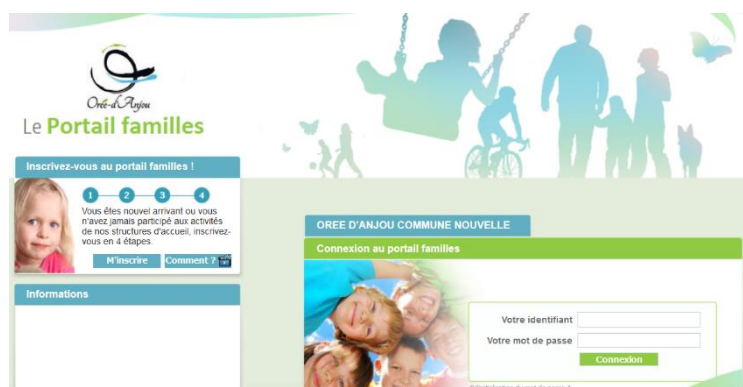 Orée-d'Anjou
Le Portail familles
Inscrivez-vous au portail familles !
1 2 3 4
Vous êtes nouvel arrivant ou vous
n'avez jamais participé aux activités
de nos structures d'accueil, inscrivez-
vous en 4 étapes.
M'inscrire Comment ?
Informations
OREE D'ANJOU COMMUNE NOUVELLE
Connexion au portail familles
Votre identifiant
Votre mot de passe
Connexion